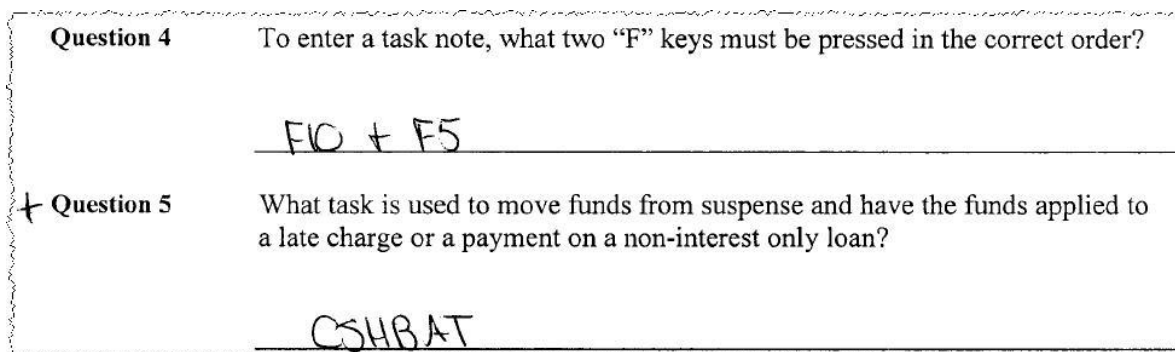 Question 4 To enter a task note, what two “F” keys must be pressed in the correct order?
F10 + F5
+ Question 5 What task is used to move funds from suspense and have the funds applied to
a late charge or a payment on a non-interest only loan?
CSHBAT